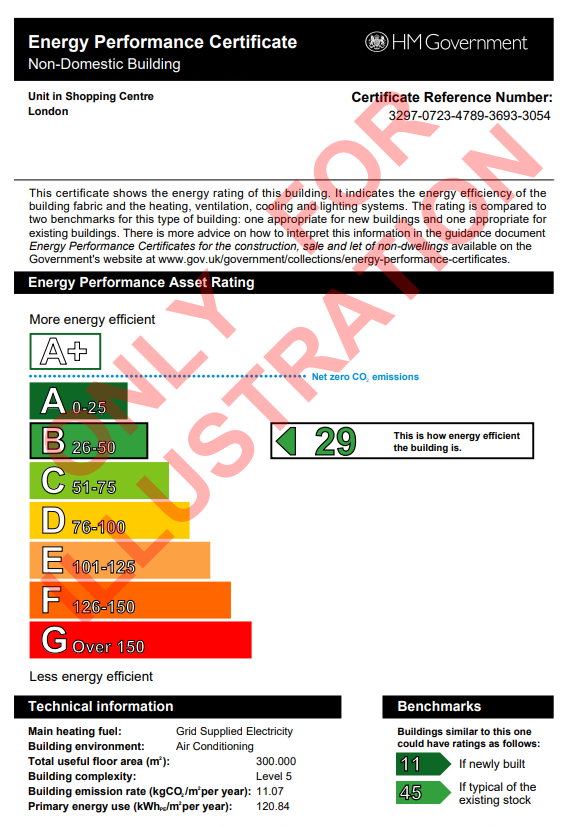 Energy Performance Certificate
HM Government
Non-Domestic Building
Unit in Shopping Centre
London
Certificate Reference Number:
3297-0723-4789-3693-3054
This certificate shows the energy rating of this building. It indicates the energy efficiency of the
building fabric and the heating, ventilation, cooling and lighting systems. The rating is compared to
two benchmarks for this type of building: one appropriate for new buildings and one appropriate for
existing buildings. There is more advice on how to interpret this information in the guidance document
Energy Performance Certificates for the construction, sale and let of non-dwellings available on the
Government's website at www.gov.uk/government/collections/energy-performance-certificates.
Energy Performance Asset Rating
More energy efficient
A+
Net zero CO₂ emissions
A 0-25
B 26-50
29
This is how energy efficient
the building is.
C 51-75
D 76-100
E 101-125
F 126-150
G Over 150
Less energy efficient
ONLY FOR
ILLUSTRATION
Technical information
Main heating fuel: Grid Supplied Electricity
Building environment: Air Conditioning
Total useful floor area (m²): 300.000
Building complexity: Level 5
Building emission rate (kgCO₂/m²per year): 11.07
Primary energy use (kWhPE/m²per year): 120.84
Benchmarks
Buildings similar to this one
could have ratings as follows:
11 If newly built
45 If typical of the
existing stock